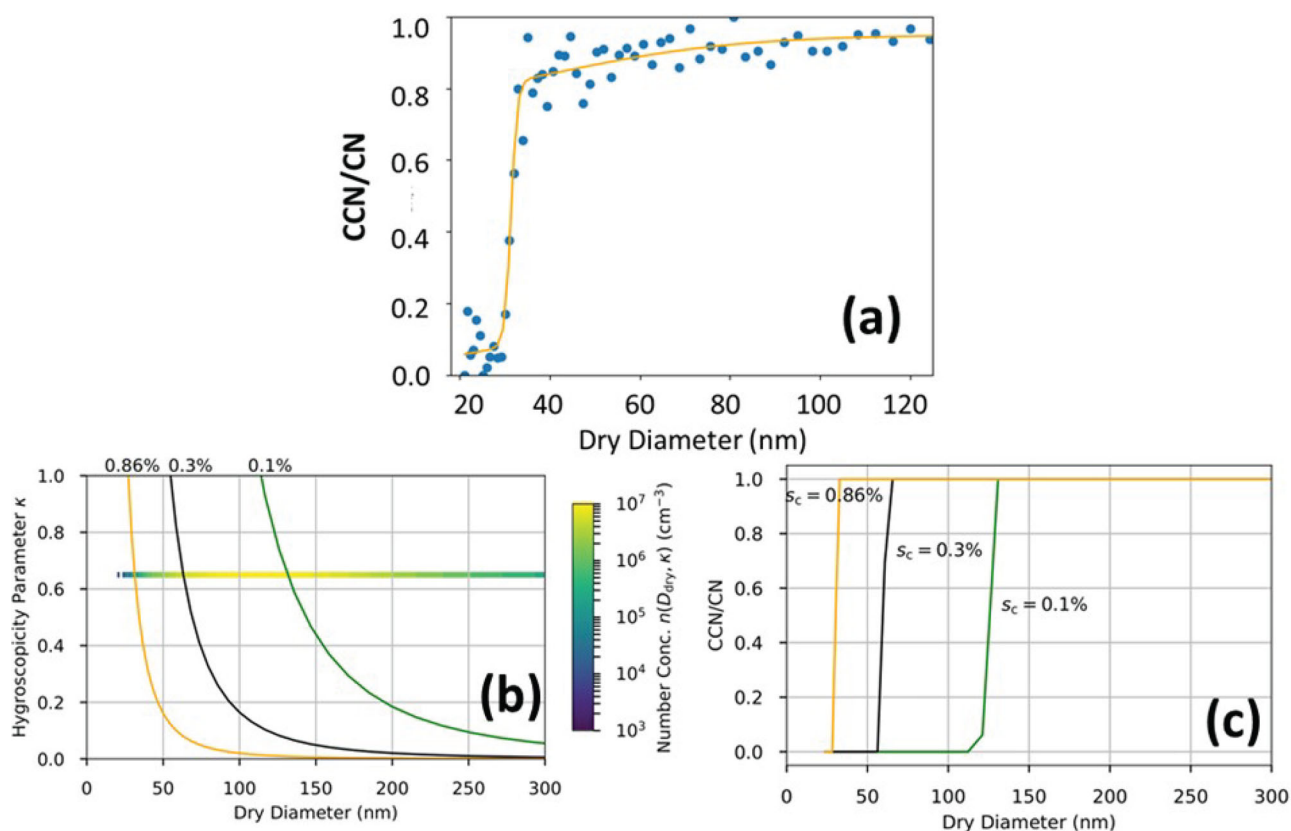 1.0
0.8
0.6
0.4
0.2
0.0
CCN/CN
(a)
20 40 60 80 100 120
Dry Diameter (nm)
0.86% 0.3% 0.1%
1.0
0.8
0.6
0.4
0.2
0.0
Hygroscopicity Parameter κ
(b)
0 50 100 150 200 250 300
Dry Diameter (nm)
10⁷
10⁶
10⁵
10⁴
10³
Number Conc. n(D_dry, κ) (cm⁻³)
1.0
0.8
0.6
0.4
0.2
0.0
CCN/CN
s_c = 0.86%
s_c = 0.3%
s_c = 0.1%
(c)
0 50 100 150 200 250 300
Dry Diameter (nm)